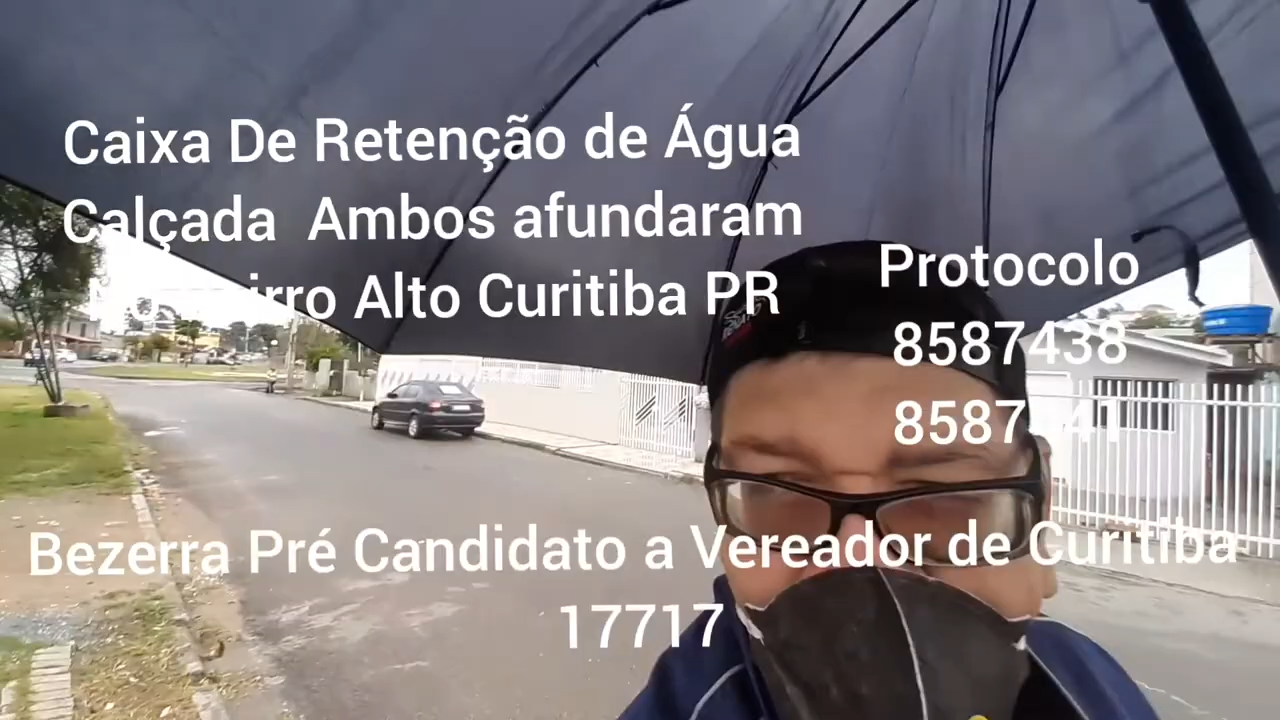 Caixa De Retenção de Água
Calçada Ambos afundaram
Alto Curitiba PR
Protocolo
8587438
Bezerra Pré Candidato a Vereador de Curitiba
17717